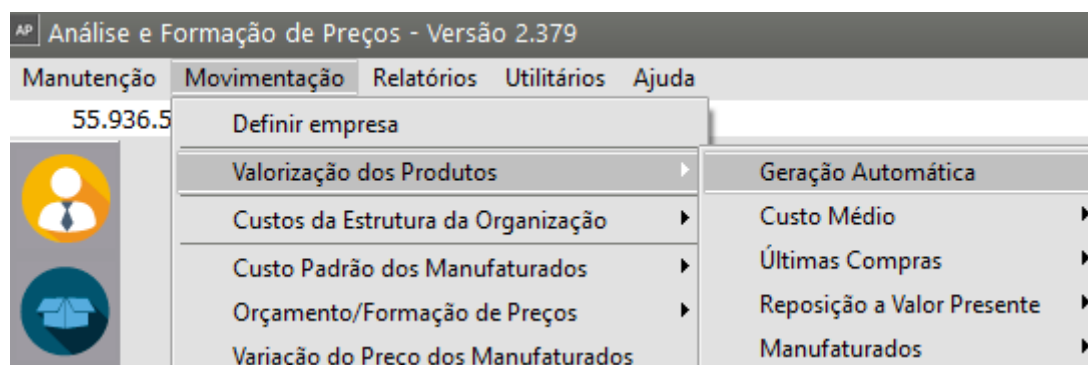 AP Análise e Formação de Preços - Versão 2.379
Manutenção Movimentação Relatórios Utilitários Ajuda
55.936.5
Definir empresa
Valorização dos Produtos
Custos da Estrutura da Organização
Custo Padrão dos Manufaturados
Orçamento/Formação de Preços
Variação do Preço dos Manufaturados
Geração Automática
Custo Médio
Últimas Compras
Reposição a Valor Presente
Manufaturados